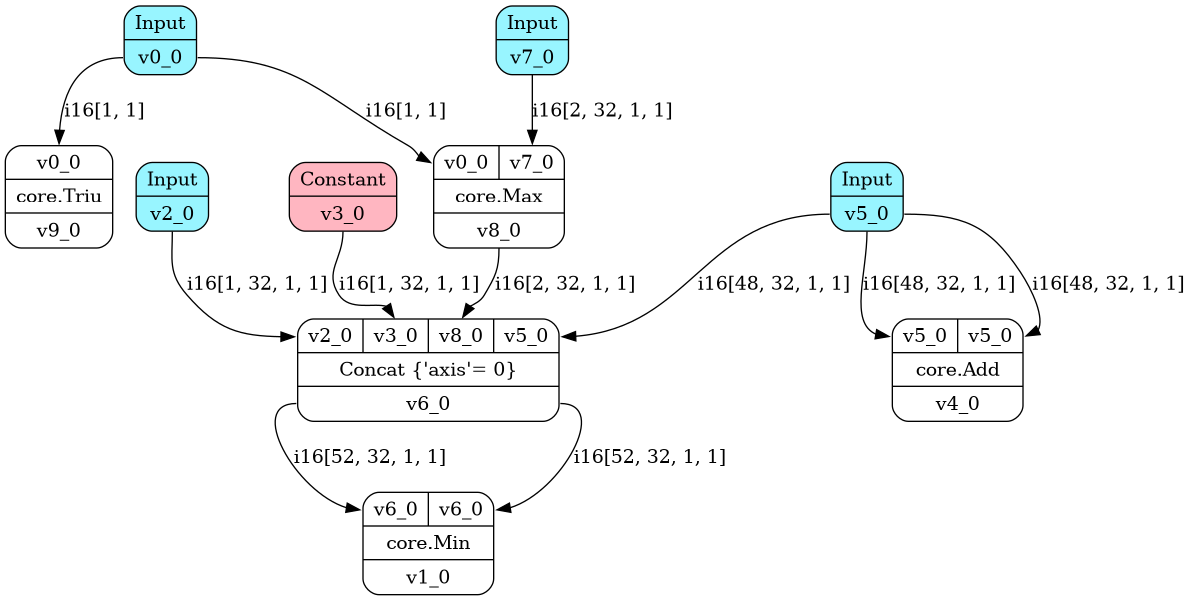 Input
v0_0
Input
v7_0
i16[1, 1]
i16[1, 1]
i16[2, 32, 1, 1]
v0_0
core.Triu
v9_0
Input
v2_0
Constant
v3_0
v0_0 v7_0
core.Max
v8_0
Input
v5_0
i16[1, 32, 1, 1]
i16[1, 32, 1, 1]
i16[2, 32, 1, 1]
i16[48, 32, 1, 1]
i16[48, 32, 1, 1]
i16[48, 32, 1, 1]
v2_0 v3_0 v8_0 v5_0
Concat {'axis'= 0}
v6_0
v5_0 v5_0
core.Add
v4_0
i16[52, 32, 1, 1]
i16[52, 32, 1, 1]
v6_0 v6_0
core.Min
v1_0